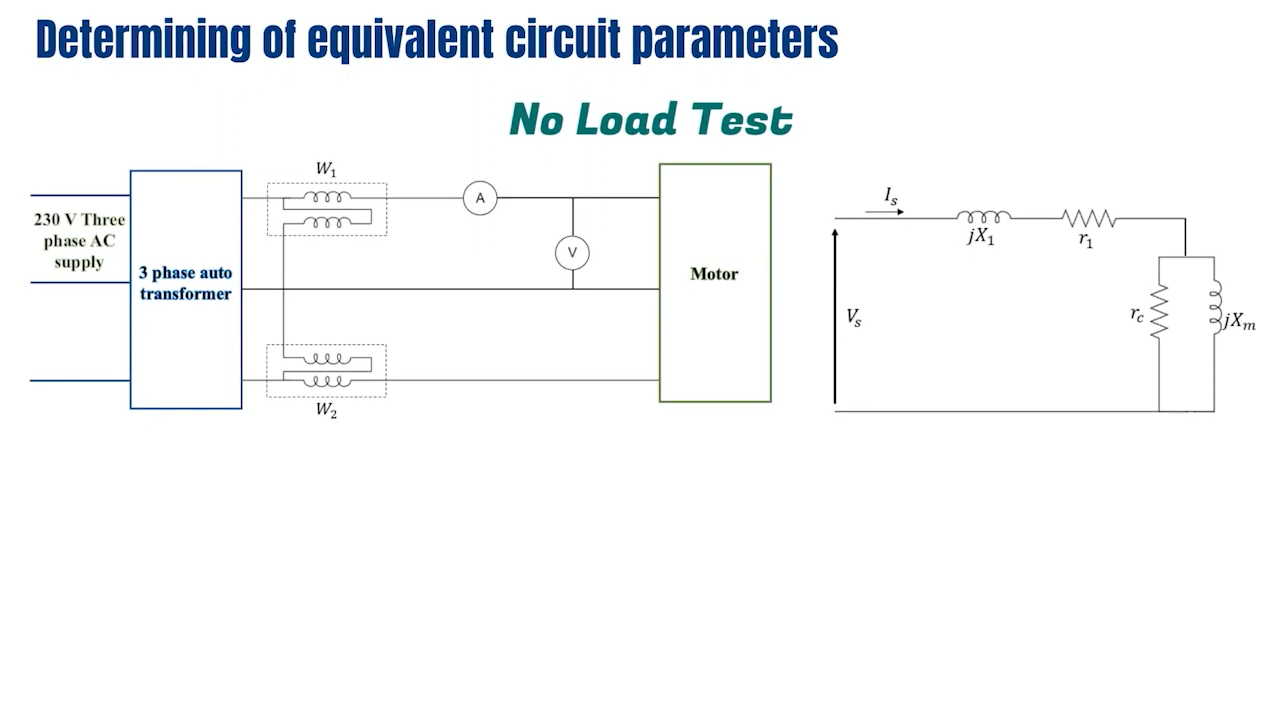 Determining of equivalent circuit parameters
No Load Test
W₁
A
230 V Three
phase AC
supply
3 phase auto
transformer
V
Motor
W₂
Iₛ
jX₁
r₁
Vₛ
r_c
jXₘ